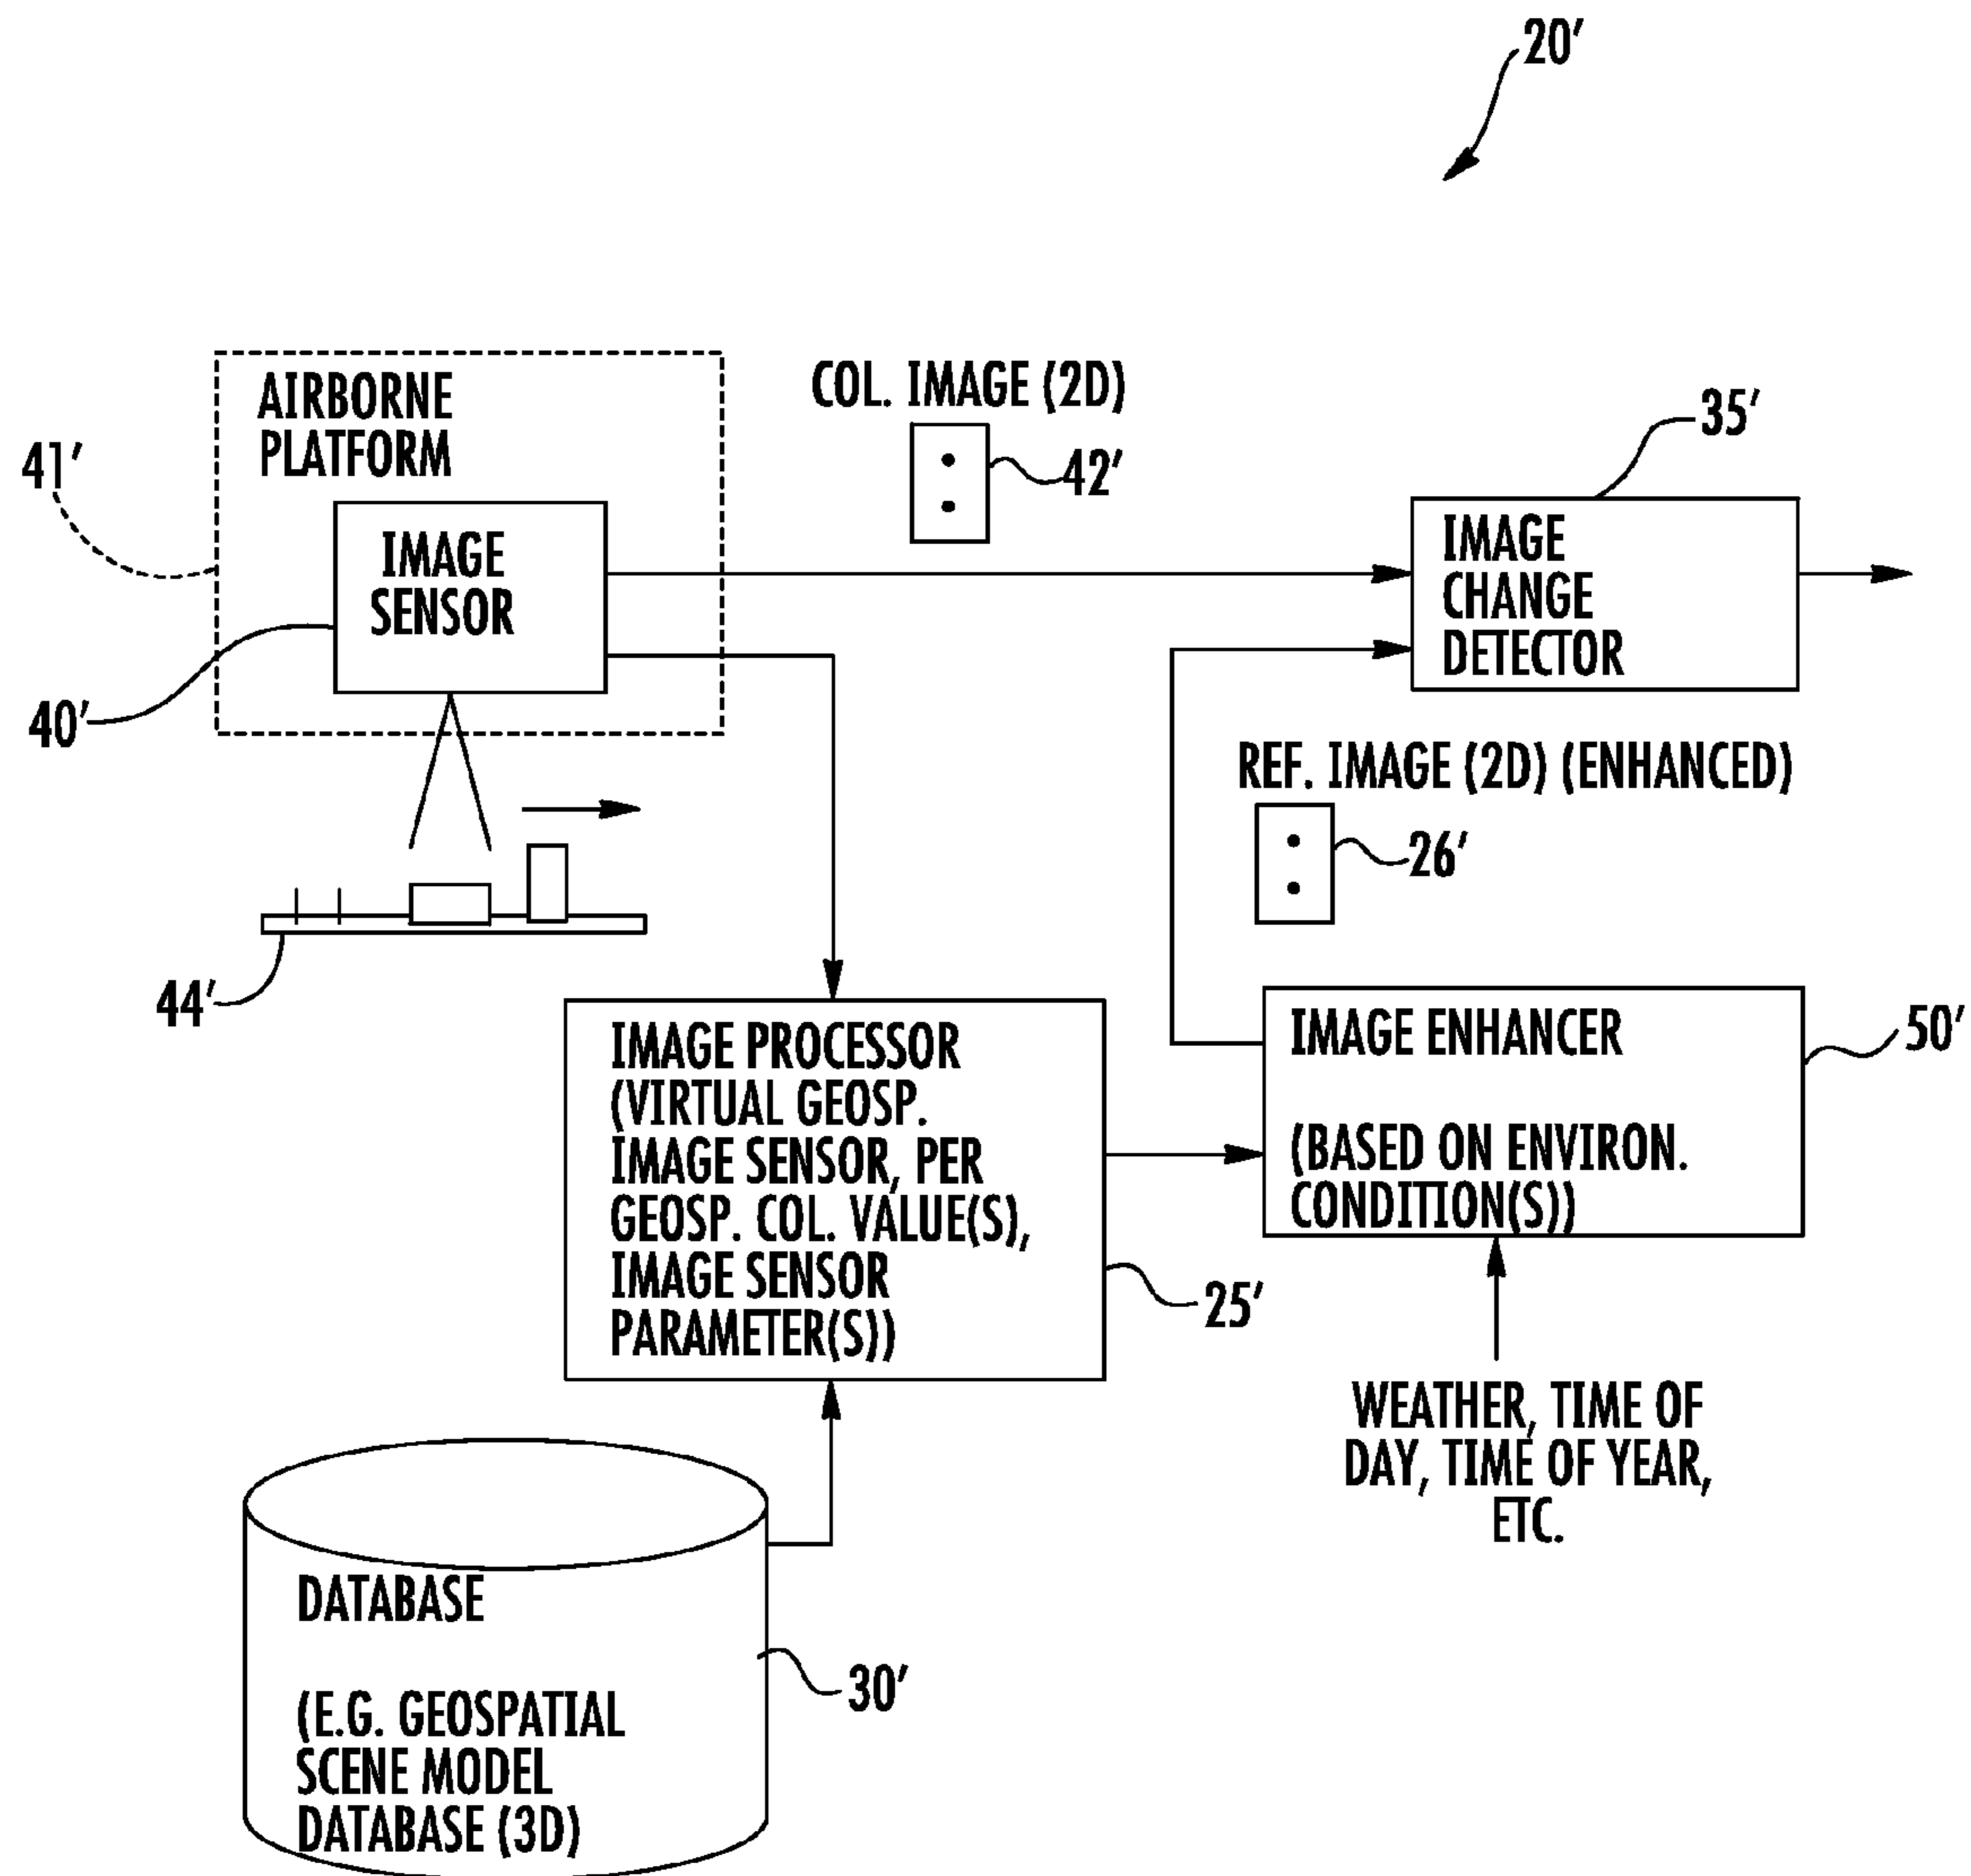 20′
AIRBORNE
PLATFORM
41′
IMAGE
SENSOR
40′
COL. IMAGE (2D)
42′
35′
IMAGE
CHANGE
DETECTOR
REF. IMAGE (2D) (ENHANCED)
26′
44′
IMAGE PROCESSOR
(VIRTUAL GEOSP.
IMAGE SENSOR, PER
GEOSP. COL. VALUE(S),
IMAGE SENSOR
PARAMETER(S))
25′
IMAGE ENHANCER
(BASED ON ENVIRON.
CONDITION(S))
50′
WEATHER, TIME OF
DAY, TIME OF YEAR,
ETC.
DATABASE
(E.G. GEOSPATIAL
SCENE MODEL
DATABASE (3D)
30′